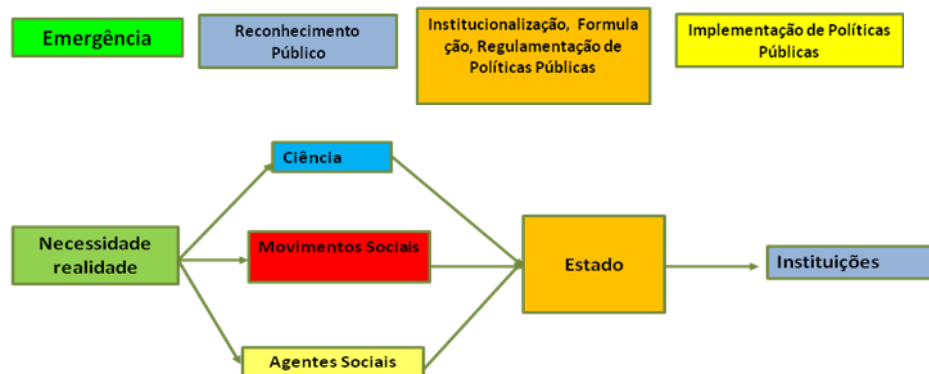 Emergência
Reconhecimento
Público
Institucionalização, Formula
ção, Regulamentação de
Políticas Públicas
Implementação de Políticas
Públicas
Ciência
Necessidade
realidade
Movimentos Sociais
Estado
Instituições
Agentes Sociais